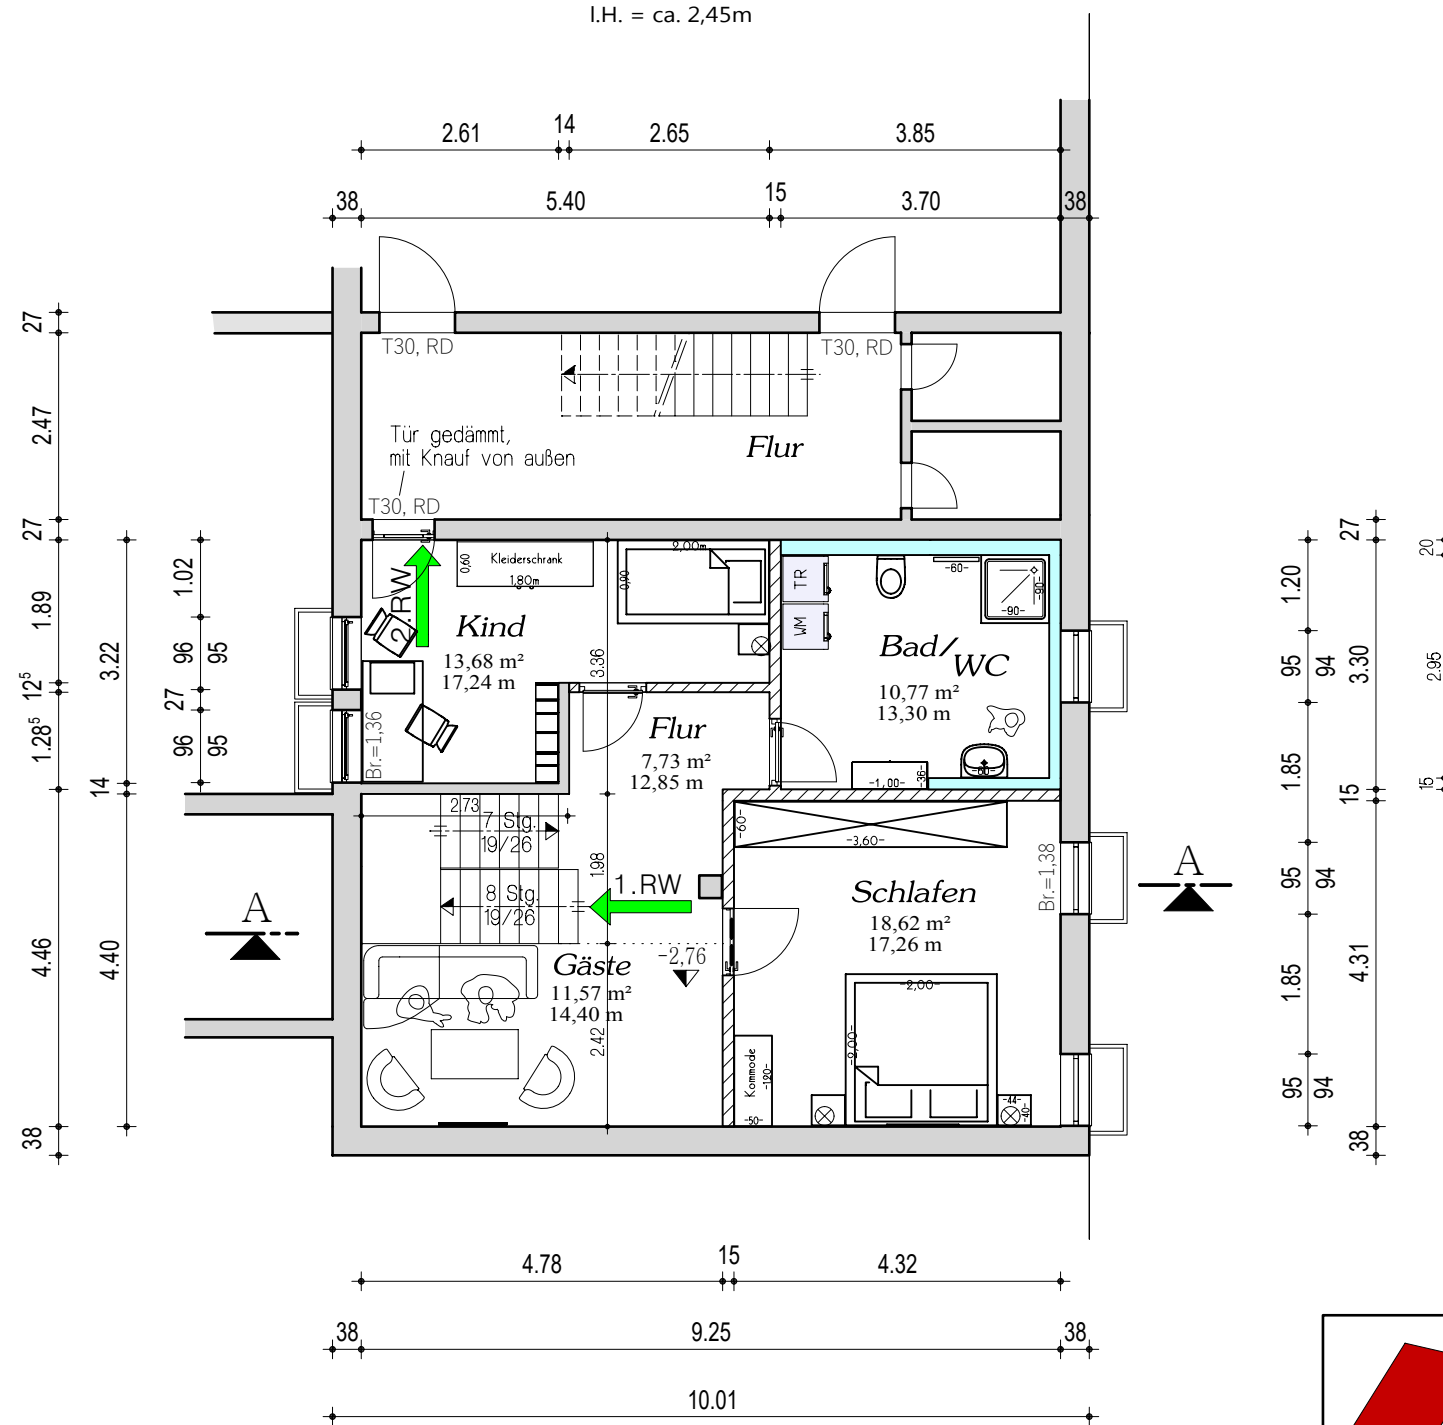 I.H. = ca. 2,45m
2.61
14
2.65
3.85
38
5.40
15
3.70
38
27
2.47
27
1.89
12⁵
1.28⁵
4.46
38
3.22
14
4.40
1.02
96
95
27
96
95
T30, RD
T30, RD
Tür gedämmt,
mit Knauf von außen
T30, RD
Flur
2.RW
0,60
Kleiderschrank
1,80m
2,00m
0,90
Kind
13,68 m²
17,24 m
3.36
Br.=1,36
TR
WM
-60-
-90-
-90-
Bad/WC
10,77 m²
13,30 m
-60-
-1,00-
-36-
Flur
7,73 m²
12,85 m
2.73
7 Stg.
19/26
8 Stg.
19/26
1.98
1.RW
-60-
-3,60-
Schlafen
18,62 m²
17,26 m
Br.=1,38
Gäste
11,57 m²
14,40 m
-2,76
2.42
Kommode
-120-
-50-
-2,00-
-2,00-
-44-
-40-
A
A
1.20
95
94
1.85
95
94
1.85
95
94
27
3.30
15
4.31
38
20
2.95
15
4.78
15
4.32
38
9.25
38
10.01